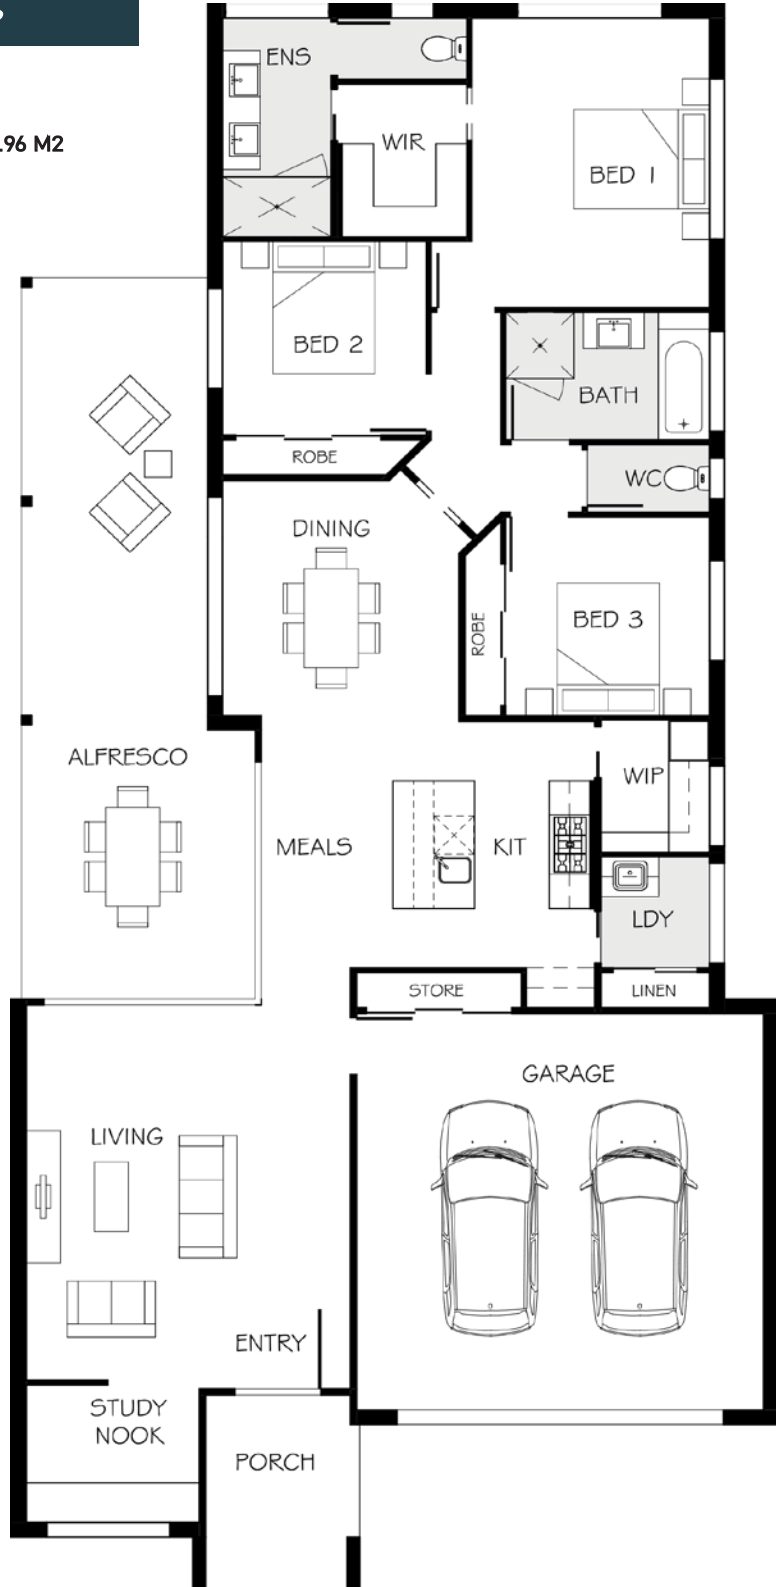 .96 M2
ENS
WIR
BED 1
BED 2
BATH
ROBE
WC
DINING
ROBE
BED 3
ALFRESCO
WIP
MEALS
KIT
LDY
STORE
LINEN
GARAGE
LIVING
ENTRY
STUDY
NOOK
PORCH